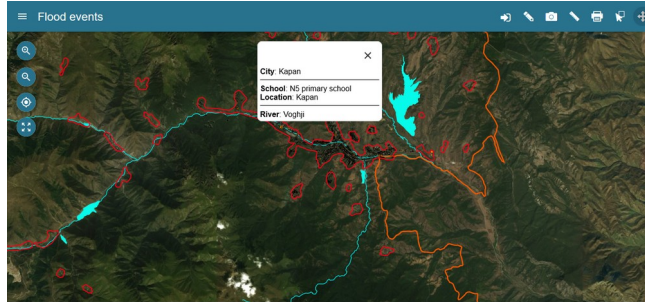 Flood events
City: Kapan
School: N5 primary school
Location: Kapan
River: Voghji